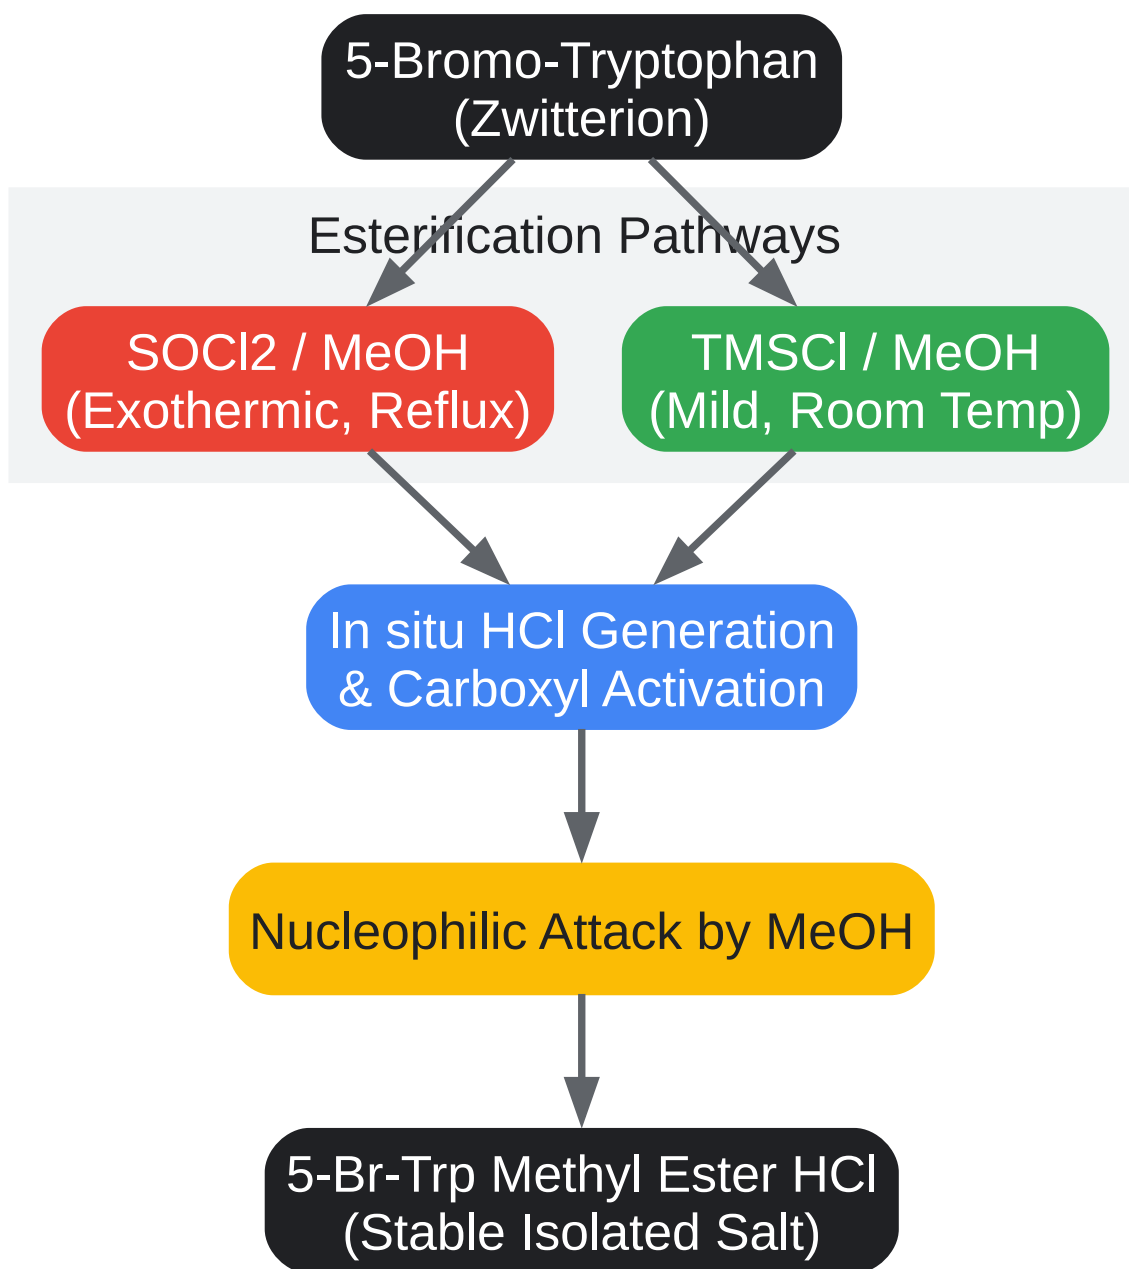 5-Bromo-Tryptophan
(Zwitterion)
Esterification Pathways
SOCl2 / MeOH
(Exothermic, Reflux)
TMSCl / MeOH
(Mild, Room Temp)
In situ HCl Generation
& Carboxyl Activation
Nucleophilic Attack by MeOH
5-Br-Trp Methyl Ester HCl
(Stable Isolated Salt)